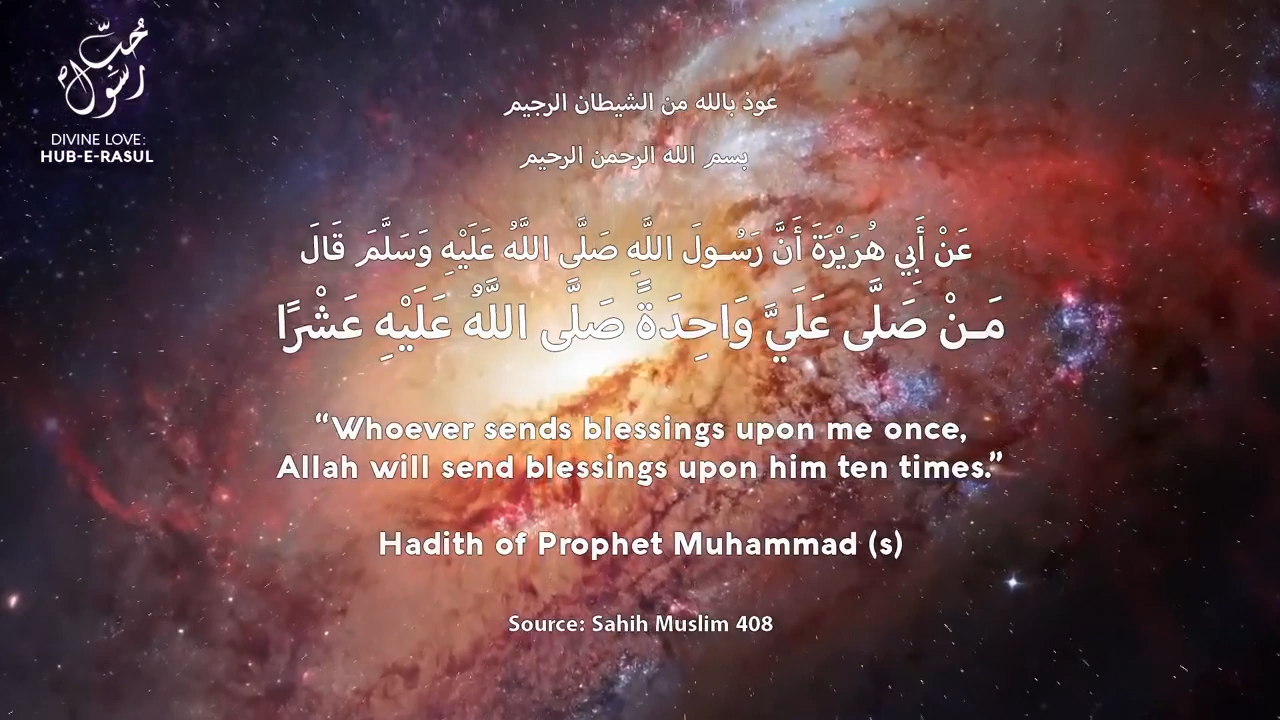 حُبّ
رَسُول
DIVINE LOVE:
HUB-E-RASUL
عوذ بالله من الشيطان الرجيم
بسم الله الرحمن الرحيم
عَنْ أَبِي هُرَيْرَةَ أَنَّ رَسُـولَ اللَّهِ صَلَّى اللَّهُ عَلَيْهِ وَسَلَّمَ قَالَ
مَـنْ صَلَّى عَلَيَّ وَاحِدَةً صَلَّى اللَّهُ عَلَيْهِ عَشْرًا
“Whoever sends blessings upon me once,
Allah will send blessings upon him ten times.”
Hadith of Prophet Muhammad (s)
Source: Sahih Muslim 408